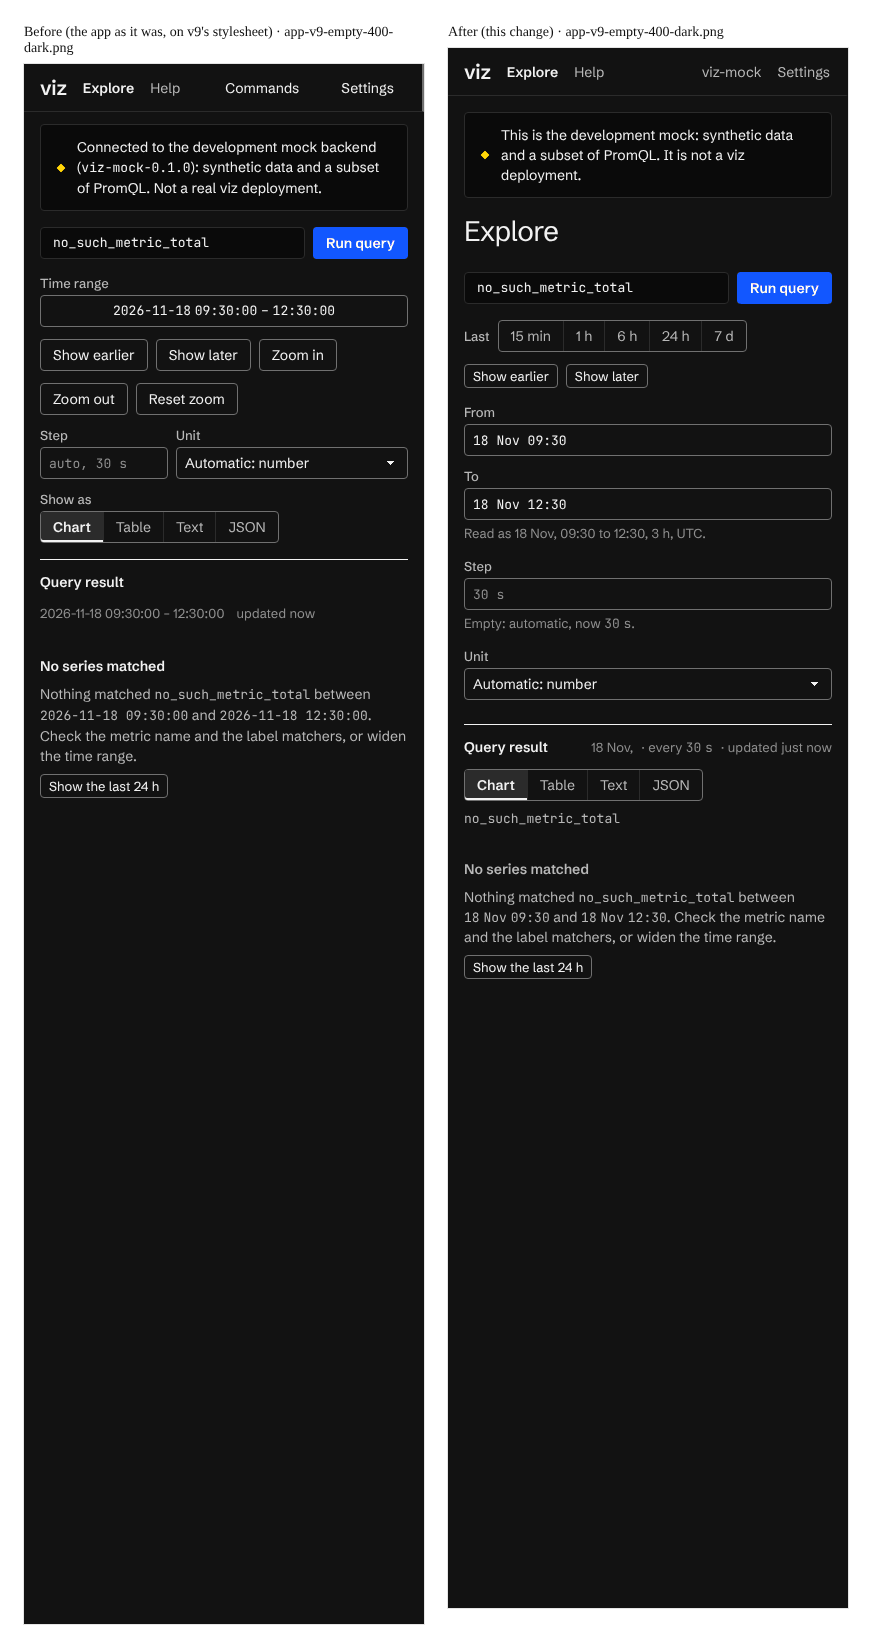 Before (the app as it was, on v9's stylesheet) · app-v9-empty-400-
dark.png
viz Explore Help Commands Settings
Connected to the development mock backend
(viz-mock-0.1.0): synthetic data and a subset
of PromQL. Not a real viz deployment.
no_such_metric_total Run query
Time range
2026-11-18 09:30:00 – 12:30:00
Show earlier Show later Zoom in
Zoom out Reset zoom
Step Unit
auto, 30 s Automatic: number
Show as
Chart Table Text JSON
Query result
2026-11-18 09:30:00 – 12:30:00 updated now
No series matched
Nothing matched no_such_metric_total between
2026-11-18 09:30:00 and 2026-11-18 12:30:00.
Check the metric name and the label matchers, or widen
the time range.
Show the last 24 h
After (this change) · app-v9-empty-400-dark.png
viz Explore Help viz-mock Settings
This is the development mock: synthetic data
and a subset of PromQL. It is not a viz
deployment.
Explore
no_such_metric_total Run query
Last 15 min 1 h 6 h 24 h 7 d
Show earlier Show later
From
18 Nov 09:30
To
18 Nov 12:30
Read as 18 Nov, 09:30 to 12:30, 3 h, UTC.
Step
30 s
Empty: automatic, now 30 s.
Unit
Automatic: number
Query result 18 Nov, · every 30 s · updated just now
Chart Table Text JSON
no_such_metric_total
No series matched
Nothing matched no_such_metric_total between
18 Nov 09:30 and 18 Nov 12:30. Check the metric name
and the label matchers, or widen the time range.
Show the last 24 h